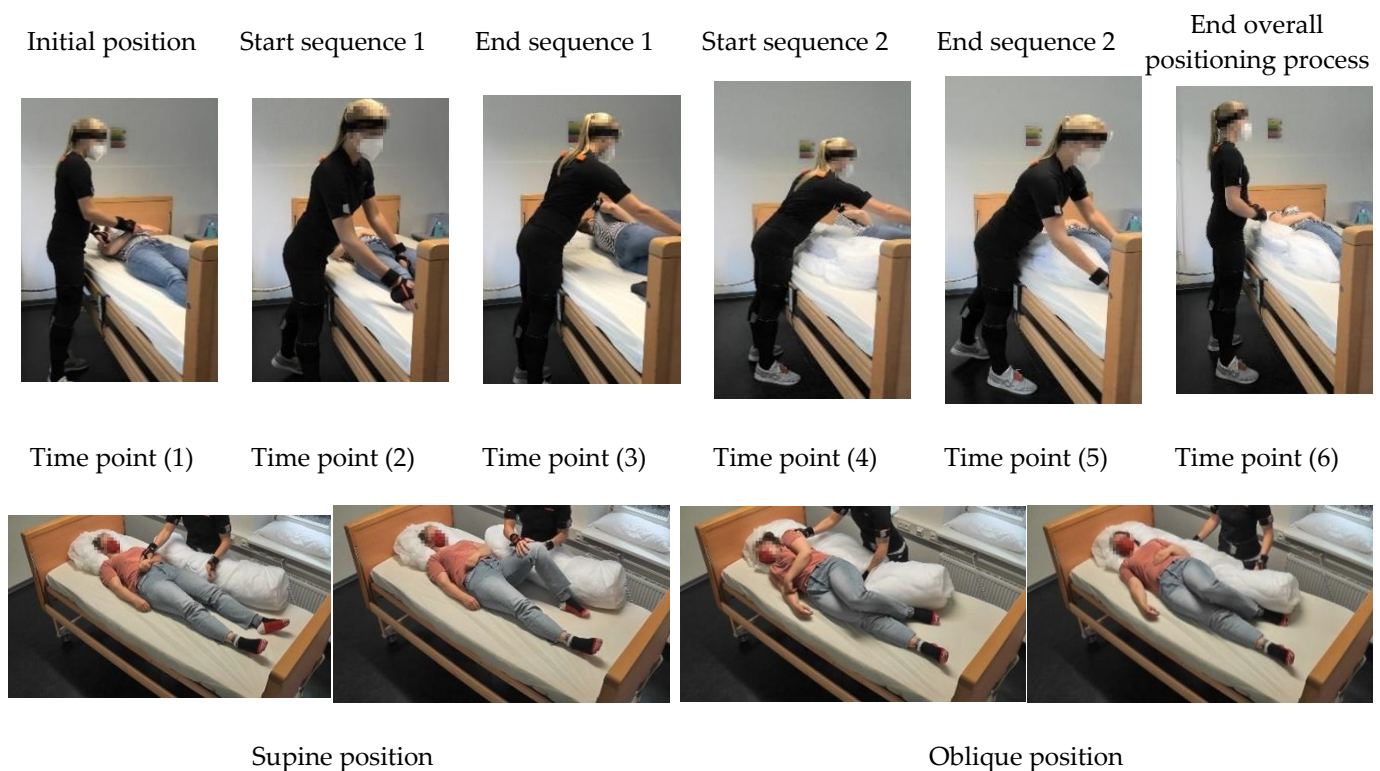 Initial position
Start sequence 1
End sequence 1
Start sequence 2
End sequence 2
End overall
positioning process
Time point (1)
Time point (2)
Time point (3)
Time point (4)
Time point (5)
Time point (6)
Supine position
Oblique position